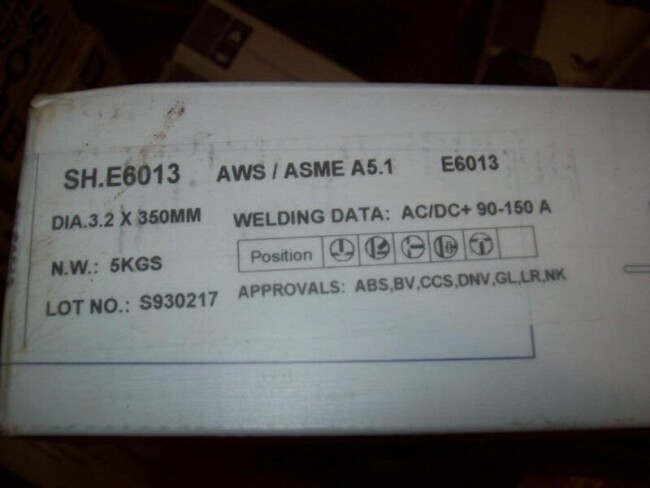 SH.E6013 AWS / ASME A5.1 E6013
DIA.3.2 X 350MM WELDING DATA: AC/DC+ 90-150 A
N.W.: 5KGS Position
LOT NO.: S930217 APPROVALS: ABS,BV,CCS,DNV,GL,LR,NK